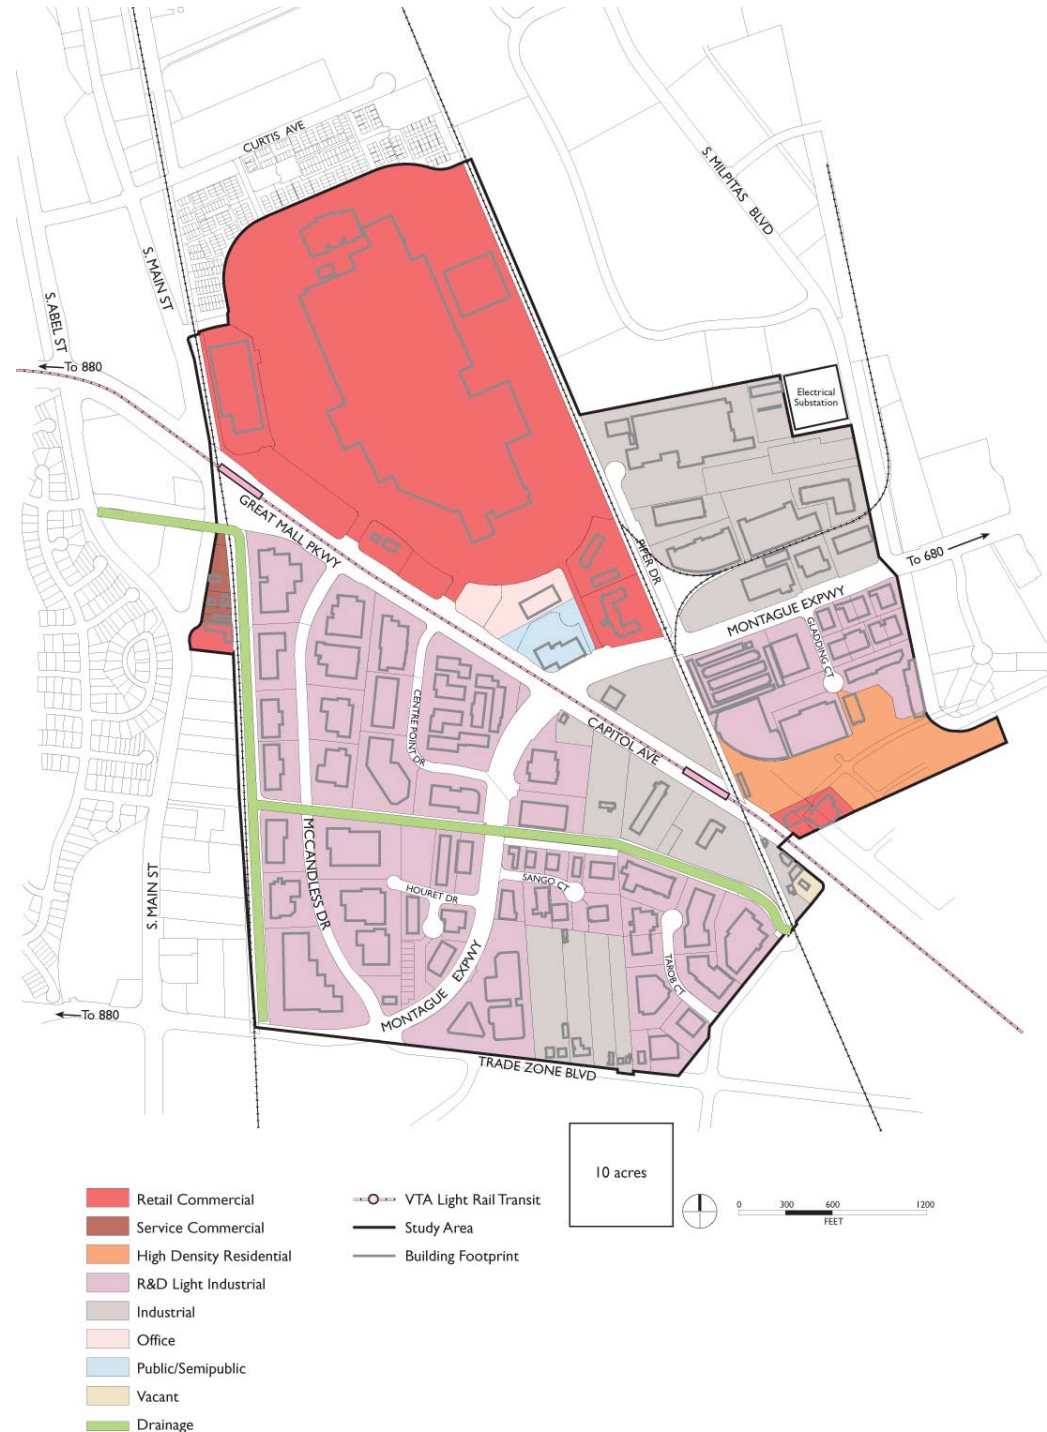 CURTIS AVE
S. MILPITAS BLVD
S. MAIN ST
S. ABEL ST
To 880
Electrical
Substation
GREAT MALL PKWY
PIPER DR
To 680
MONTAGUE EXPWY
GLADDING CT
CENTRE POINT DR
CAPITOL AVE
MCCANDLESS DR
S. MAIN ST
SANGO CT
HOURET DR
TAROB CT
MONTAGUE EXPWY
To 880
TRADE ZONE BLVD
10 acres
0 300 600 1200
FEET
Retail Commercial
Service Commercial
High Density Residential
R&D Light Industrial
Industrial
Office
Public/Semipublic
Vacant
Drainage
VTA Light Rail Transit
Study Area
Building Footprint